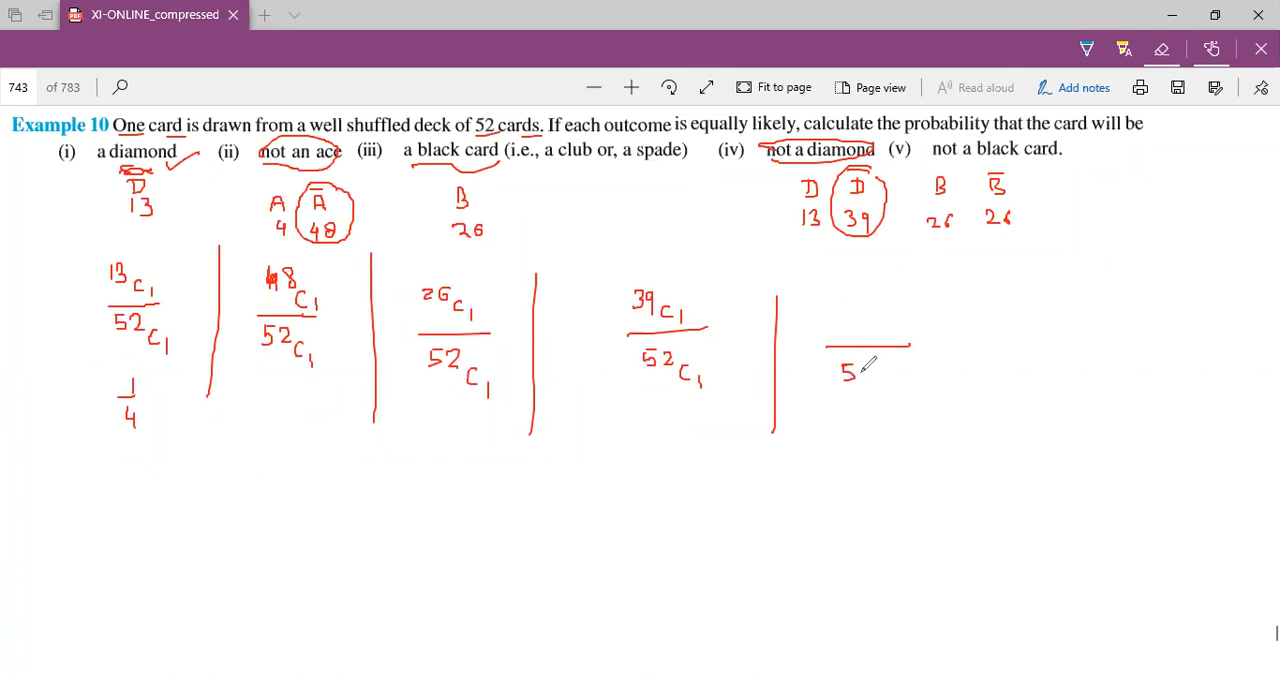 XI-ONLINE_compressed
743 of 783 Fit to page Page view Read aloud Add notes
Example 10 One card is drawn from a well shuffled deck of 52 cards. If each outcome is equally likely, calculate the probability that the card will be
(i) a diamond (ii) not an ace (iii) a black card (i.e., a club or, a spade) (iv) not a diamond (v) not a black card.
D A A̅ B D D̅ B B̅
13 4 48 26 13 39 26 26
13C1 48C1 26C1 39C1
52C1 52C1 52C1 52C1 5
1
4